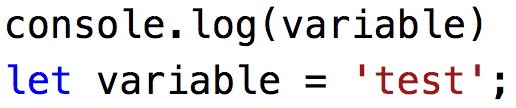 console.log(variable)
let variable = 'test';